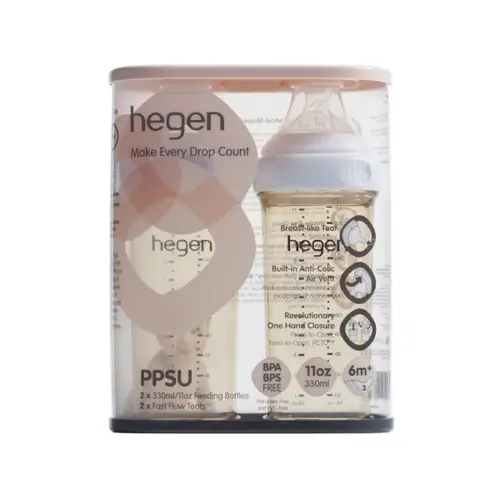 hegen
Make Every Drop Count
hegen
hegen
Breast-like Teat
Built-in Anti-Colic
Air Vent
Revolutionary
One Hand Closure
PPSU
2 x 330ml/11oz Feeding Bottles
2 x Fast Flow Teats
BPA
BPS
FREE
11oz
330ml
6m+
3